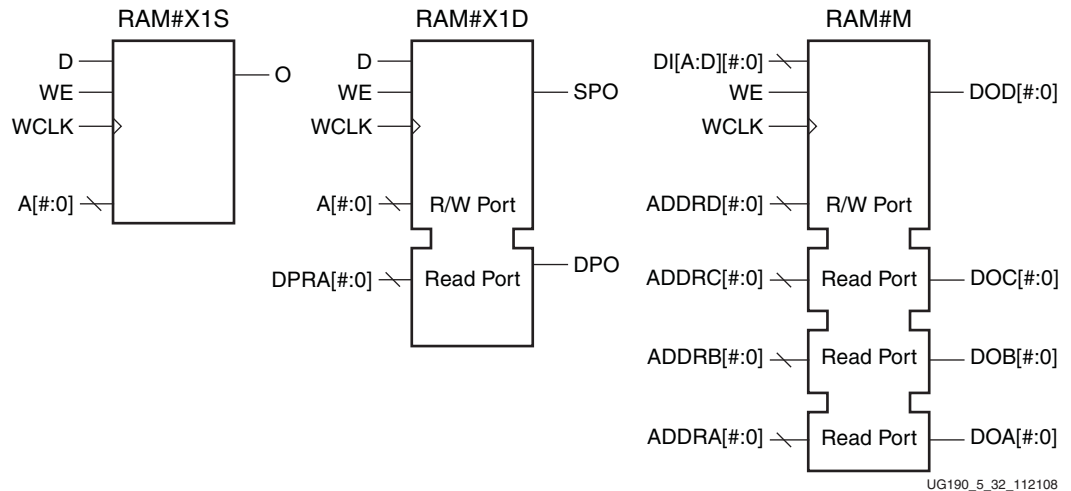 RAM#X1S
D
WE
WCLK
A[#:0]
O
RAM#X1D
D
WE
WCLK
A[#:0]
R/W Port
SPO
DPRA[#:0]
Read Port
DPO
RAM#M
DI[A:D][#:0]
WE
WCLK
DOD[#:0]
ADDRD[#:0]
R/W Port
ADDRC[#:0]
Read Port
DOC[#:0]
ADDRB[#:0]
Read Port
DOB[#:0]
ADDRA[#:0]
Read Port
DOA[#:0]
UG190_5_32_112108